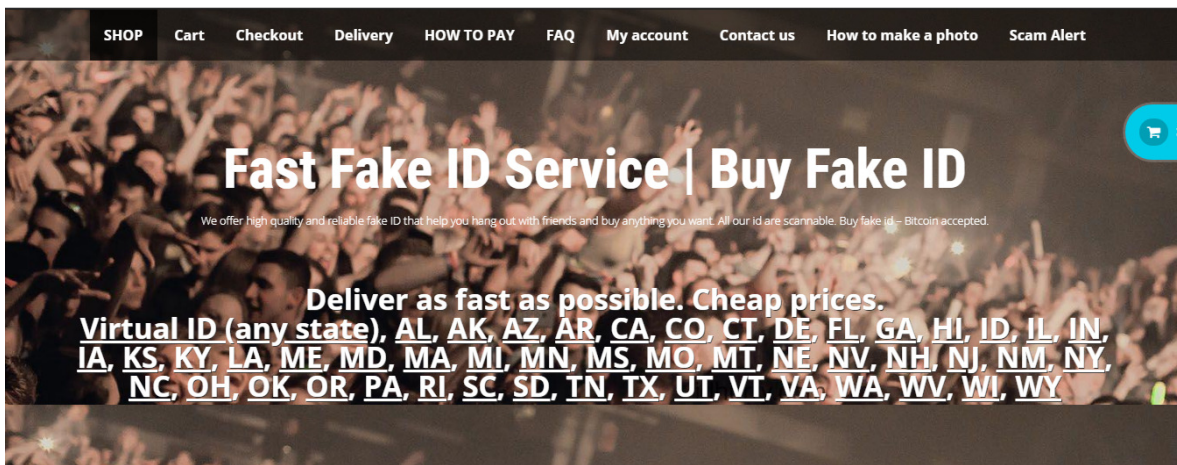 SHOP Cart Checkout Delivery HOW TO PAY FAQ My account Contact us How to make a photo Scam Alert
Fast Fake ID Service | Buy Fake ID
We offer high quality and reliable fake ID that help you hang out with friends and buy anything you want. All our id are scannable. Buy fake id – Bitcoin accepted.
Deliver as fast as possible. Cheap prices.
Virtual ID (any state), AL, AK, AZ, AR, CA, CO, CT, DE, FL, GA, HI, ID, IL, IN,
IA, KS, KY, LA, ME, MD, MA, MI, MN, MS, MO, MT, NE, NV, NH, NJ, NM, NY,
NC, OH, OK, OR, PA, RI, SC, SD, TN, TX, UT, VT, VA, WA, WV, WI, WY